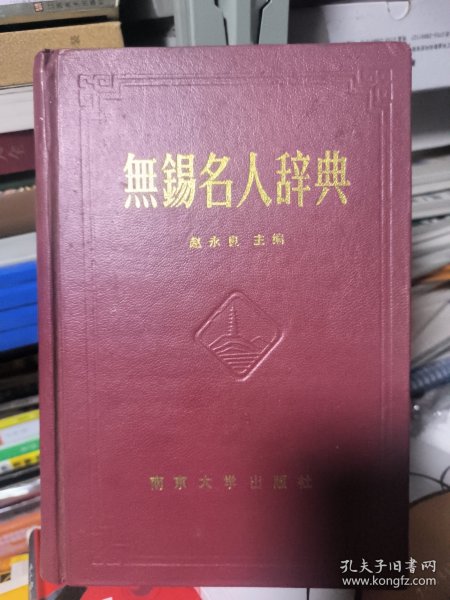 無錫名人辞典
赵永良 主编
南京大学出版社
孔夫子旧书网
www.kongfz.com